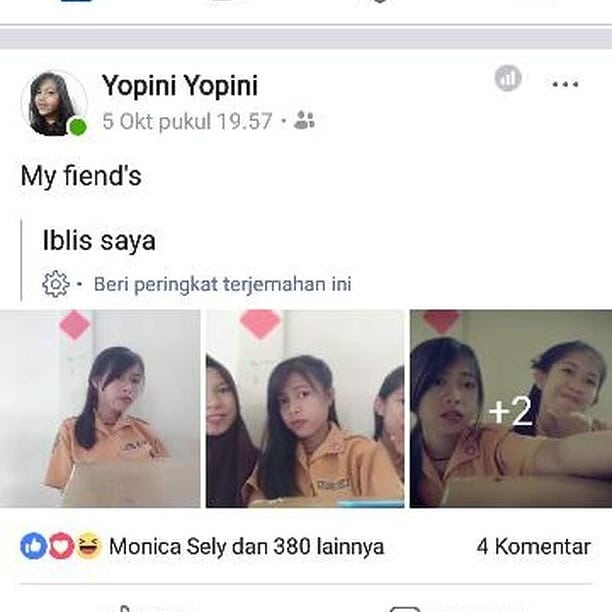 Yopini Yopini
5 Okt pukul 19.57 ·
My fiend's
Iblis saya
· Beri peringkat terjemahan ini
+2
Monica Sely dan 380 lainnya
4 Komentar